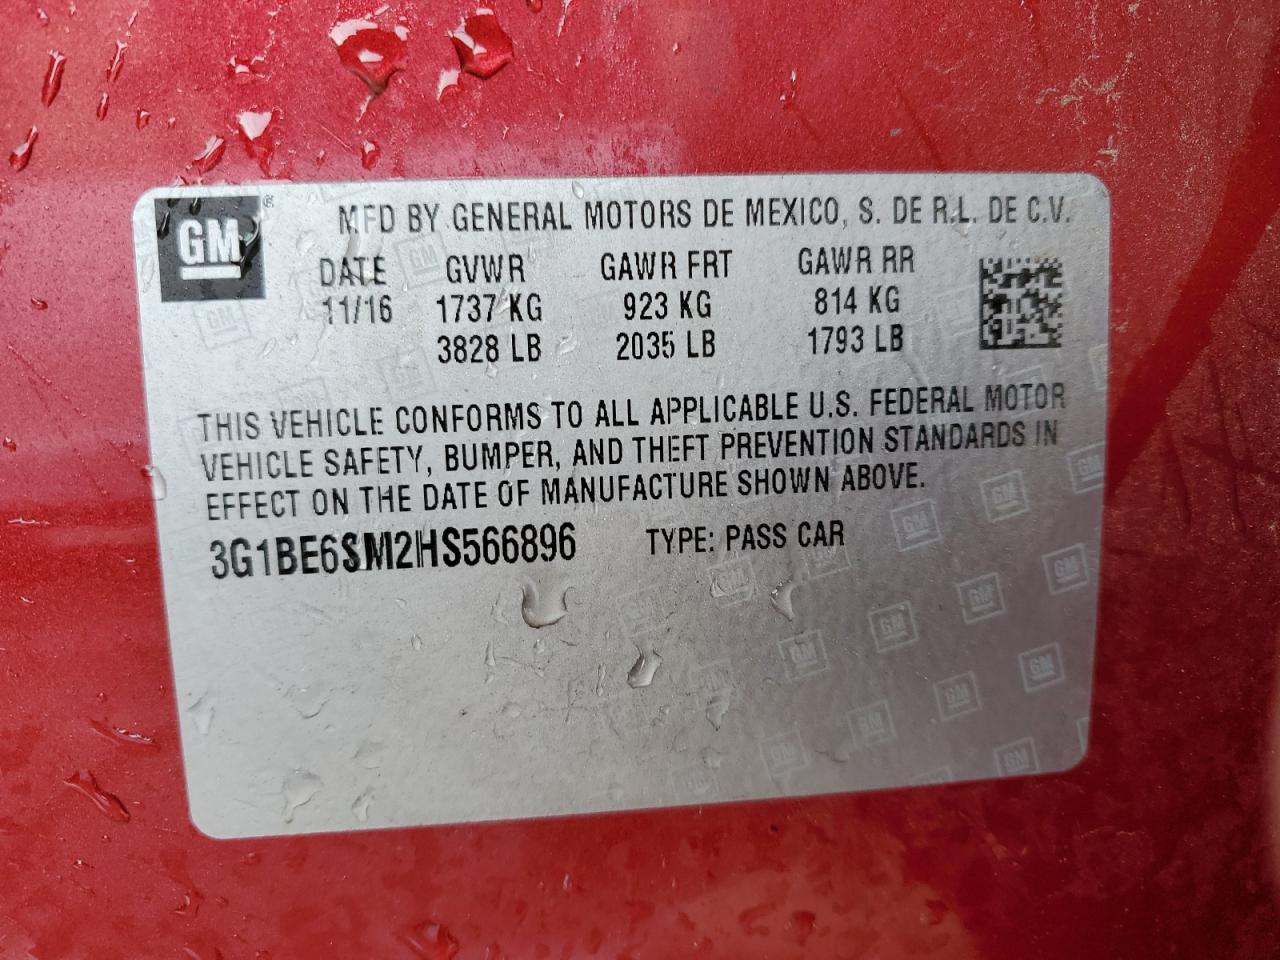 GM
MFD BY GENERAL MOTORS DE MEXICO, S. DE R.L. DE C.V.
DATE GVWR GAWR FRT GAWR RR
11/16 1737 KG 923 KG 814 KG
3828 LB 2035 LB 1793 LB
THIS VEHICLE CONFORMS TO ALL APPLICABLE U.S. FEDERAL MOTOR
VEHICLE SAFETY, BUMPER, AND THEFT PREVENTION STANDARDS IN
EFFECT ON THE DATE OF MANUFACTURE SHOWN ABOVE.
3G1BE6SM2HS566896 TYPE: PASS CAR